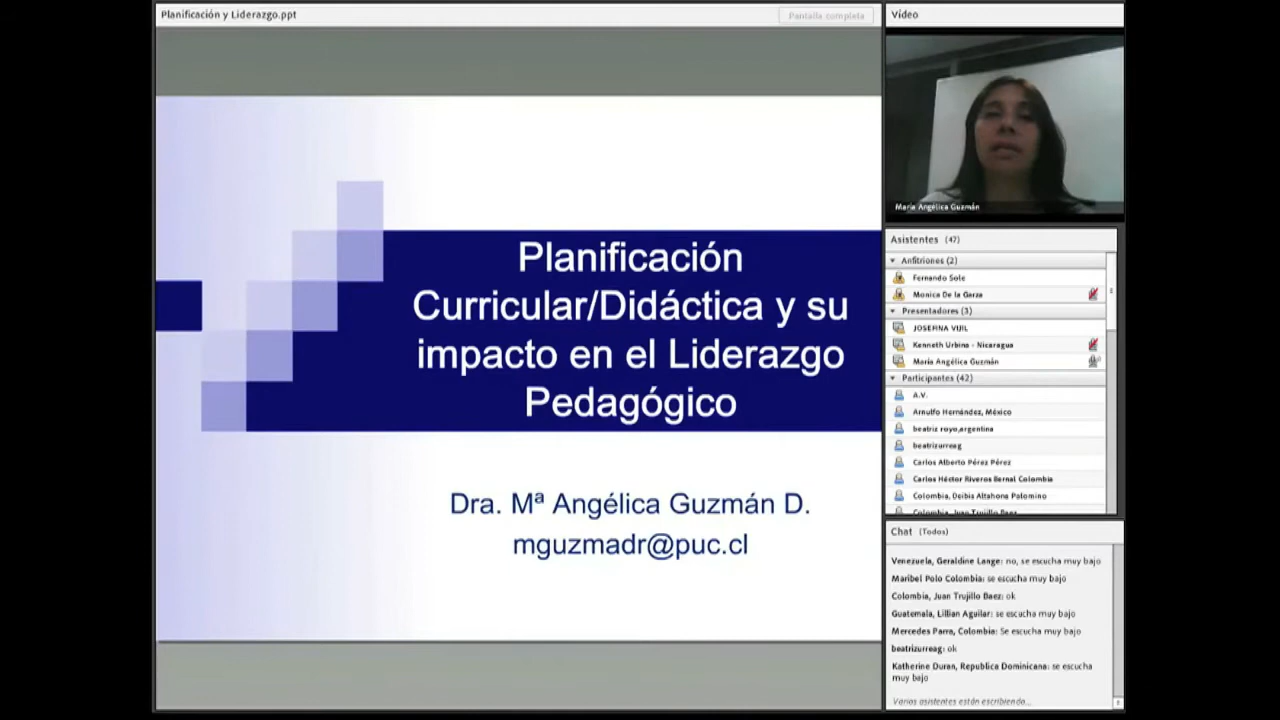 Planificación y Liderazgo.ppt
Pantalla completa
Planificación
Curricular/Didáctica y su
impacto en el Liderazgo
Pedagógico
Dra. Mª Angélica Guzmán D.
mguzmadr@puc.cl
Vídeo
María Angélica Guzmán
Asistentes (47)
Anfitriones (2)
Fernando Sole
Monica De la Garza
Presentadores (3)
JOSEFINA VIJIL
Kenneth Urbina - Nicaragua
María Angélica Guzmán
Participantes (42)
A.V.
Arnulfo Hernández, México
beatriz royo,argentina
beatrizurreag
Carlos Alberto Pérez Pérez
Carlos Héctor Riveros Bernal Colombia
Colombia, Deibis Altahona Palomino
Colombia, Juan Trujillo Baez
Chat (Todos)
Venezuela, Geraldine Lange: no, se escucha muy bajo
Maribel Polo Colombia: se escucha muy bajo
Colombia, Juan Trujillo Baez: ok
Guatemala, Lillian Aguilar: se escucha muy bajo
Mercedes Parra, Colombia: Se escucha muy bajo
beatrizurreag: ok
Katherine Duran, Republica Dominicana: se escucha
muy bajo
Varios asistentes están escribiendo...